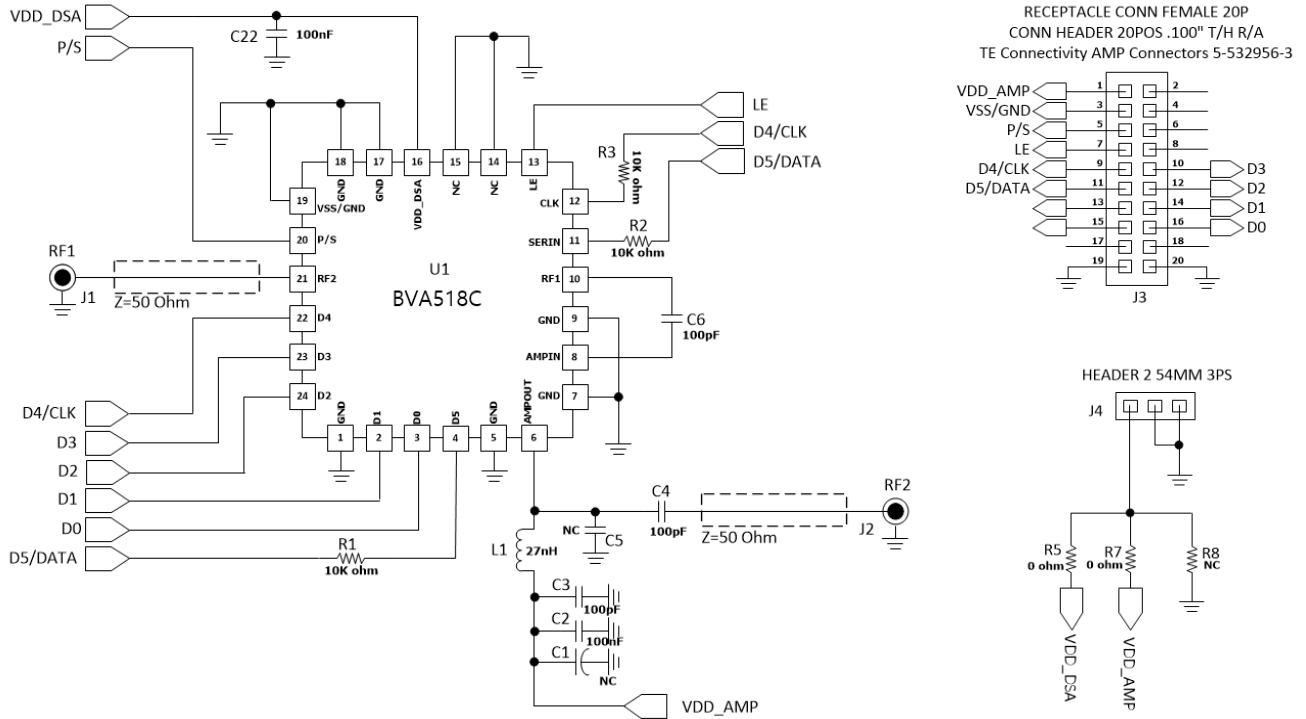 VDD_DSA
P/S
C22
100nF
RECEPTACLE CONN FEMALE 20P
CONN HEADER 20POS .100" T/H R/A
TE Connectivity AMP Connectors 5-532956-3
LE
D4/CLK
D5/DATA
R3
10K ohm
R2
10K ohm
18
17
16
15
14
13
GND
GND
VDD_DSA
NC
NC
LE
19
VSS/GND
20
P/S
21
RF2
22
D4
23
D3
24
D2
12
CLK
11
SERIN
10
RF1
9
GND
8
AMPIN
7
GND
U1
BVA518C
RF1
J1
Z=50 Ohm
C6
100pF
GND
D1
D0
D5
GND
AMPOUT
1
2
3
4
5
6
D4/CLK
D3
D2
D1
D0
D5/DATA
R1
10K ohm
L1
27nH
NC
C5
C4
100pF
Z=50 Ohm
RF2
J2
C3
100pF
C2
100nF
C1
NC
VDD_AMP
VDD_AMP
1
2
VSS/GND
3
4
P/S
5
6
LE
7
8
D4/CLK
9
10
D3
D5/DATA
11
12
D2
13
14
D1
15
16
D0
17
18
19
20
J3
HEADER 2 54MM 3PS
J4
R5
0 ohm
R7
0 ohm
R8
NC
VDD_DSA
VDD_AMP